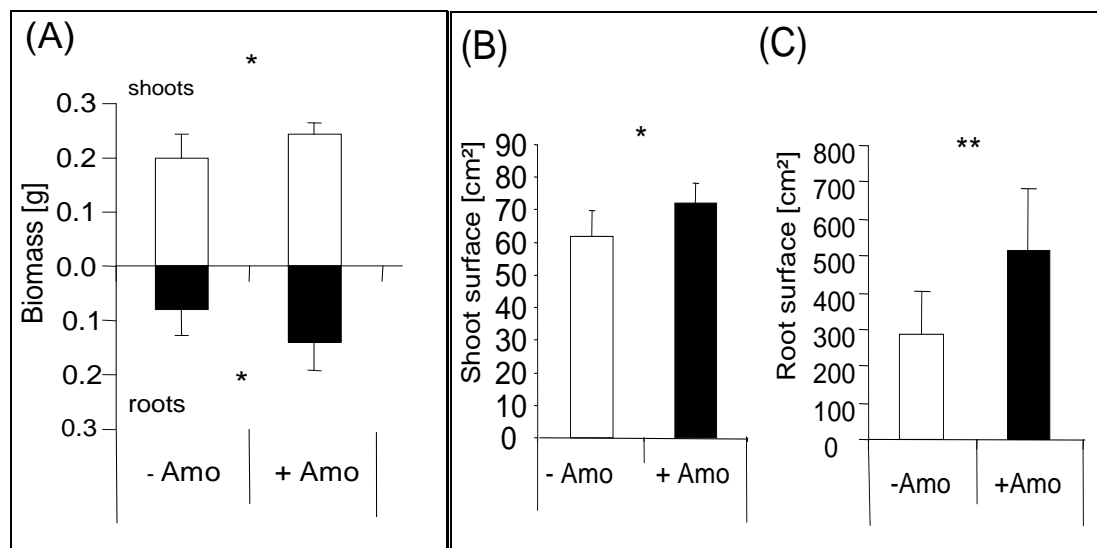 (A)
*
shoots
Biomass [g]
0.3
0.2
0.1
0.0
0.1
0.2
0.3
*
roots
- Amo
+ Amo
(B)
*
Shoot surface [cm²]
90
80
70
60
50
40
30
20
10
0
- Amo
+ Amo
(C)
**
Root surface [cm²]
800
700
600
500
400
300
200
100
0
-Amo
+Amo